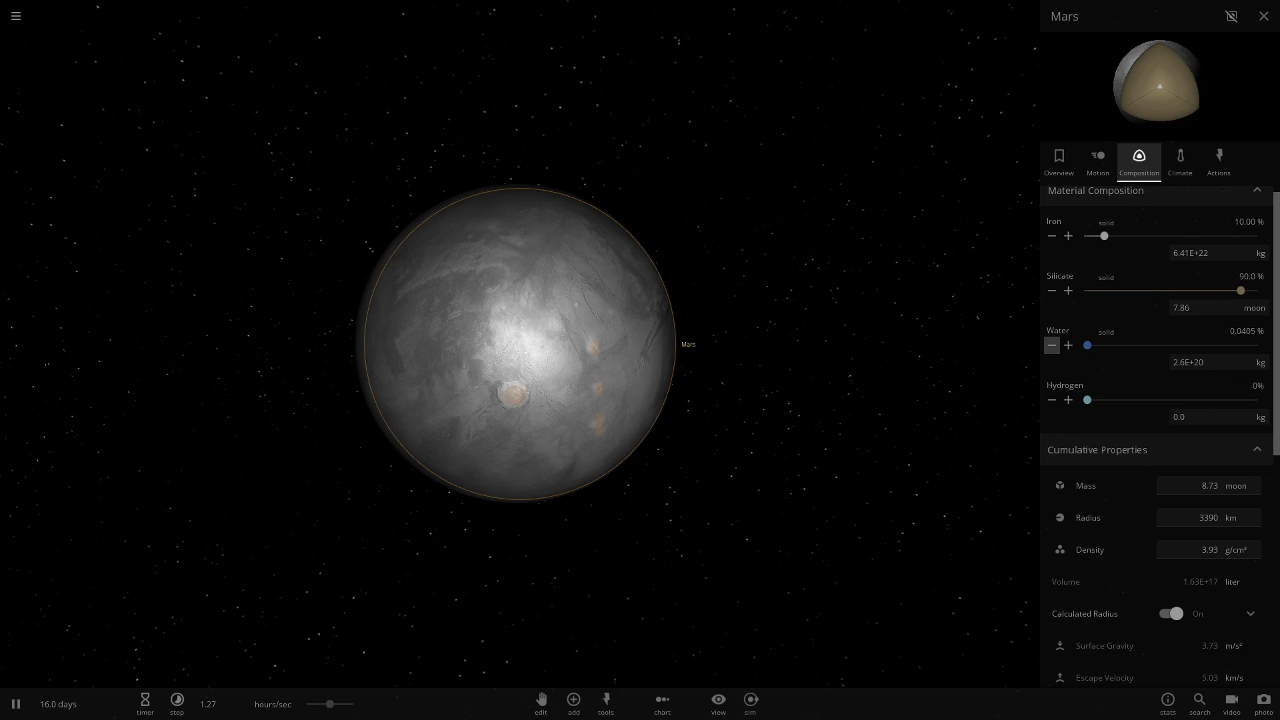 Mars
Overview Motion Composition Climate Actions
Material Composition
Iron solid 10.00 %
6.41E+22 kg
Silicate solid 90.0 %
7.86 moon
Water solid 0.0405 %
2.6E+20 kg
Hydrogen 0%
0.0 kg
Mars
Cumulative Properties
Mass 8.73 moon
Radius 3390 km
Density 3.93 g/cm³
Volume 1.63E+17 liter
Calculated Radius On
Surface Gravity 3.73 m/s²
Escape Velocity 5.03 km/s
16.0 days timer step 1.27 hours/sec edit add tools chart view sim stats search video photo